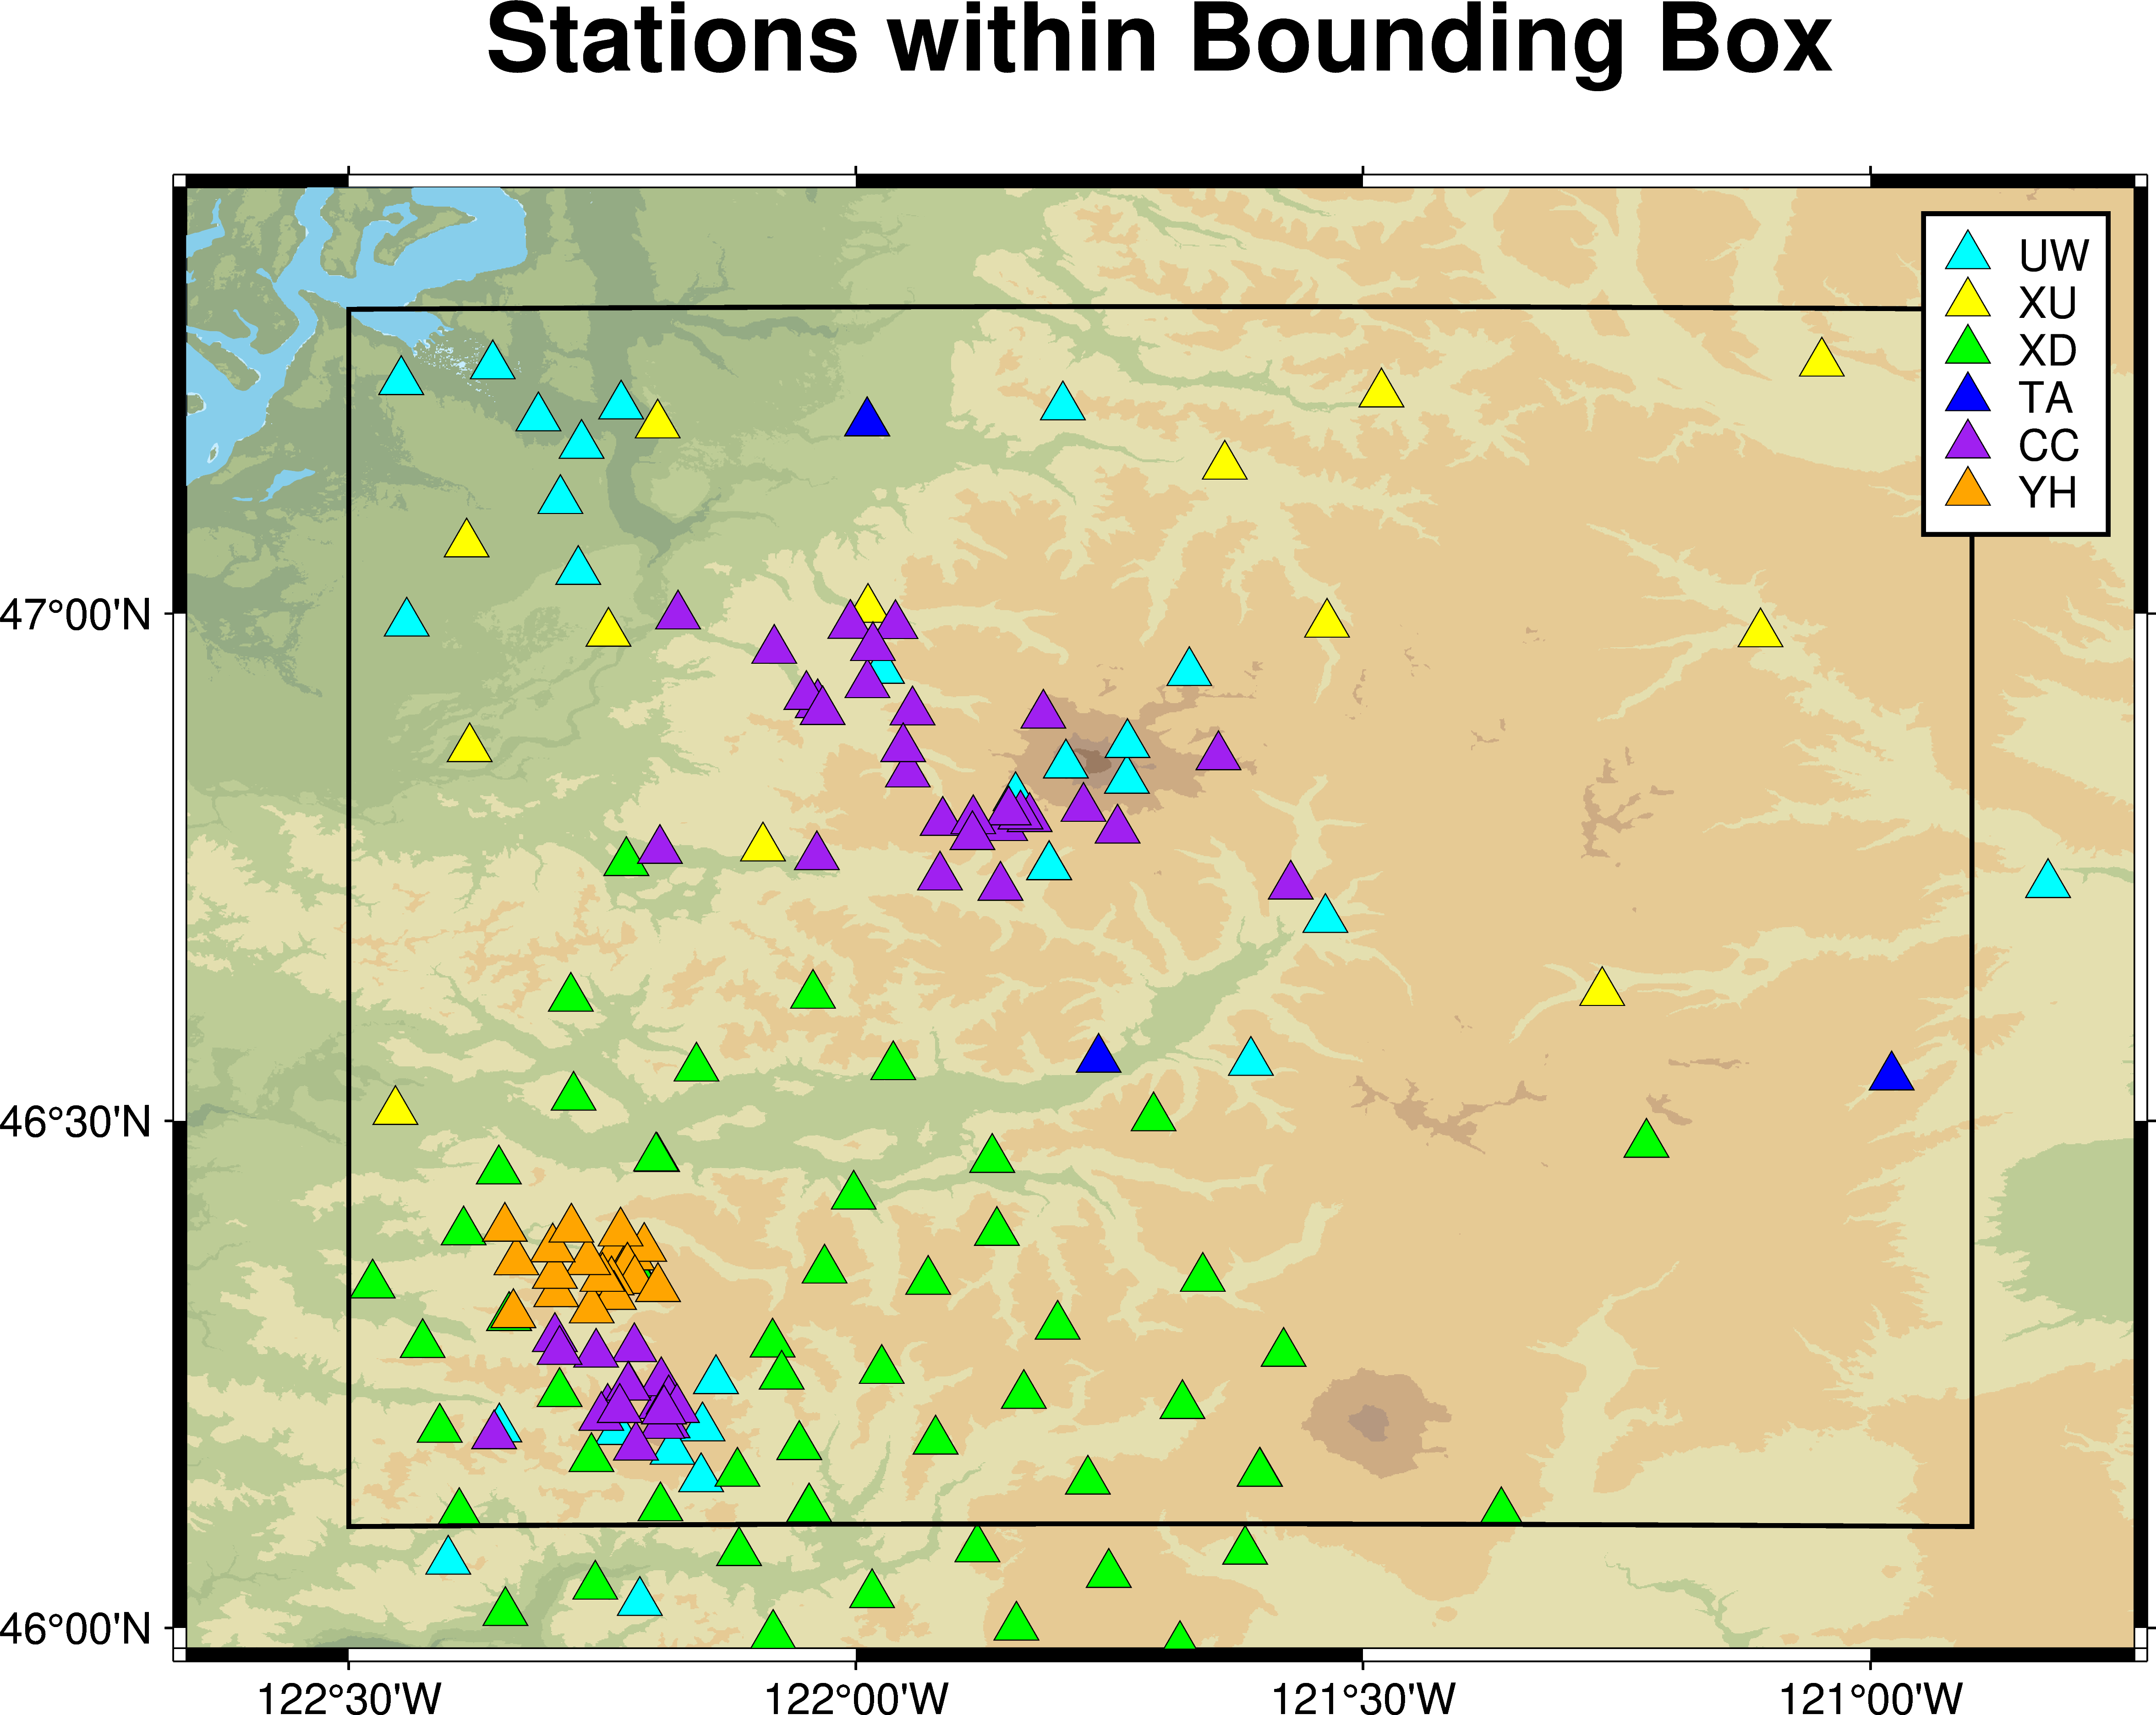 Stations within Bounding Box
UW
XU
XD
TA
CC
YH
47°00'N
46°30'N
46°00'N
122°30'W
122°00'W
121°30'W
121°00'W